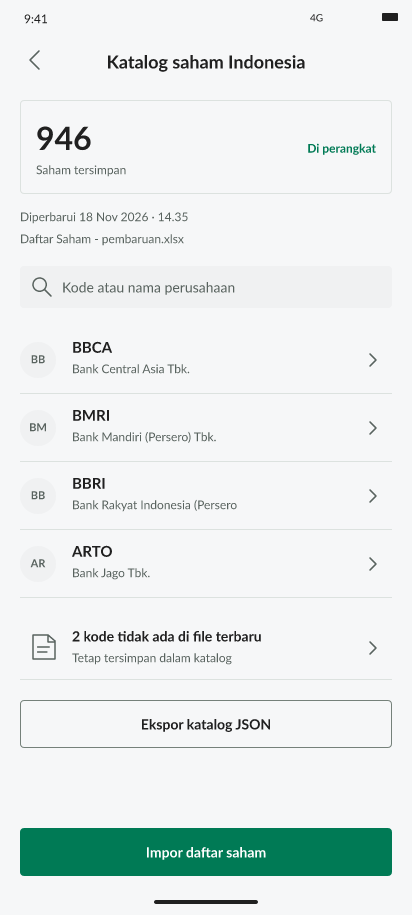 9:41
4G
Katalog saham Indonesia
946
Saham tersimpan
Di perangkat
Diperbarui 18 Nov 2026 · 14.35
Daftar Saham - pembaruan.xlsx
Kode atau nama perusahaan
BB
BBCA
Bank Central Asia Tbk.
BM
BMRI
Bank Mandiri (Persero) Tbk.
BB
BBRI
Bank Rakyat Indonesia (Persero
AR
ARTO
Bank Jago Tbk.
2 kode tidak ada di file terbaru
Tetap tersimpan dalam katalog
Ekspor katalog JSON
Impor daftar saham